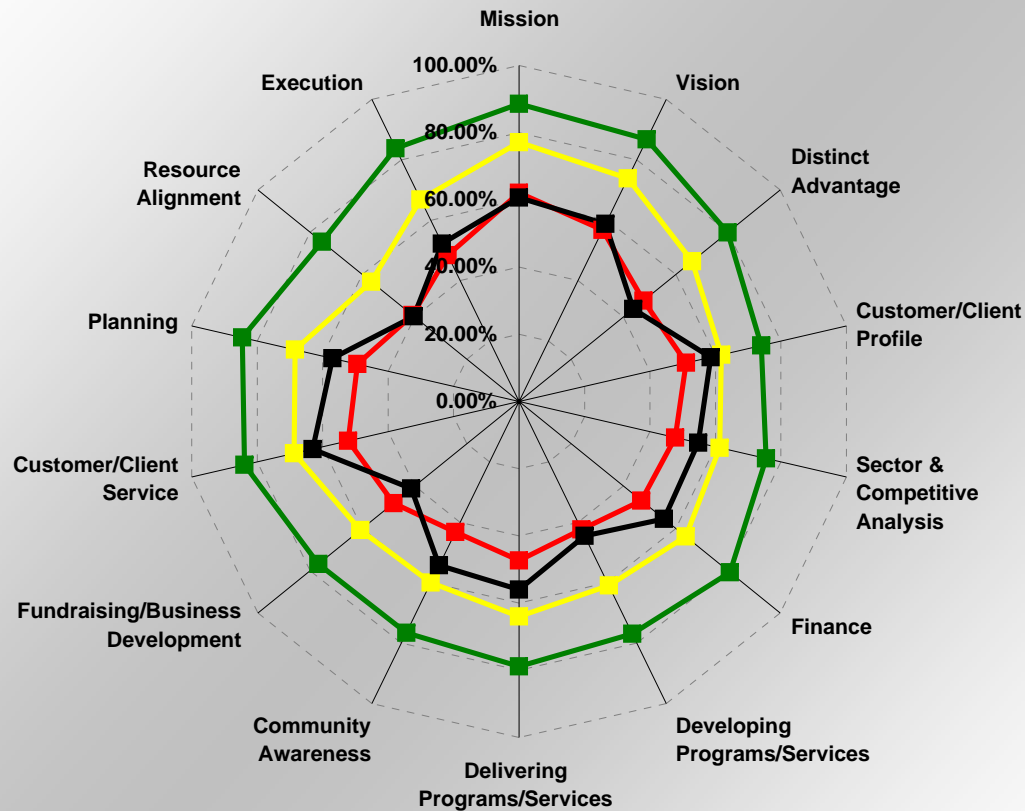 Mission
Vision
Distinct
Advantage
Customer/Client
Profile
Sector &
Competitive
Analysis
Finance
Developing
Programs/Services
Delivering
Programs/Services
Community
Awareness
Fundraising/Business
Development
Customer/Client
Service
Planning
Resource
Alignment
Execution
100.00%
80.00%
60.00%
40.00%
20.00%
0.00%